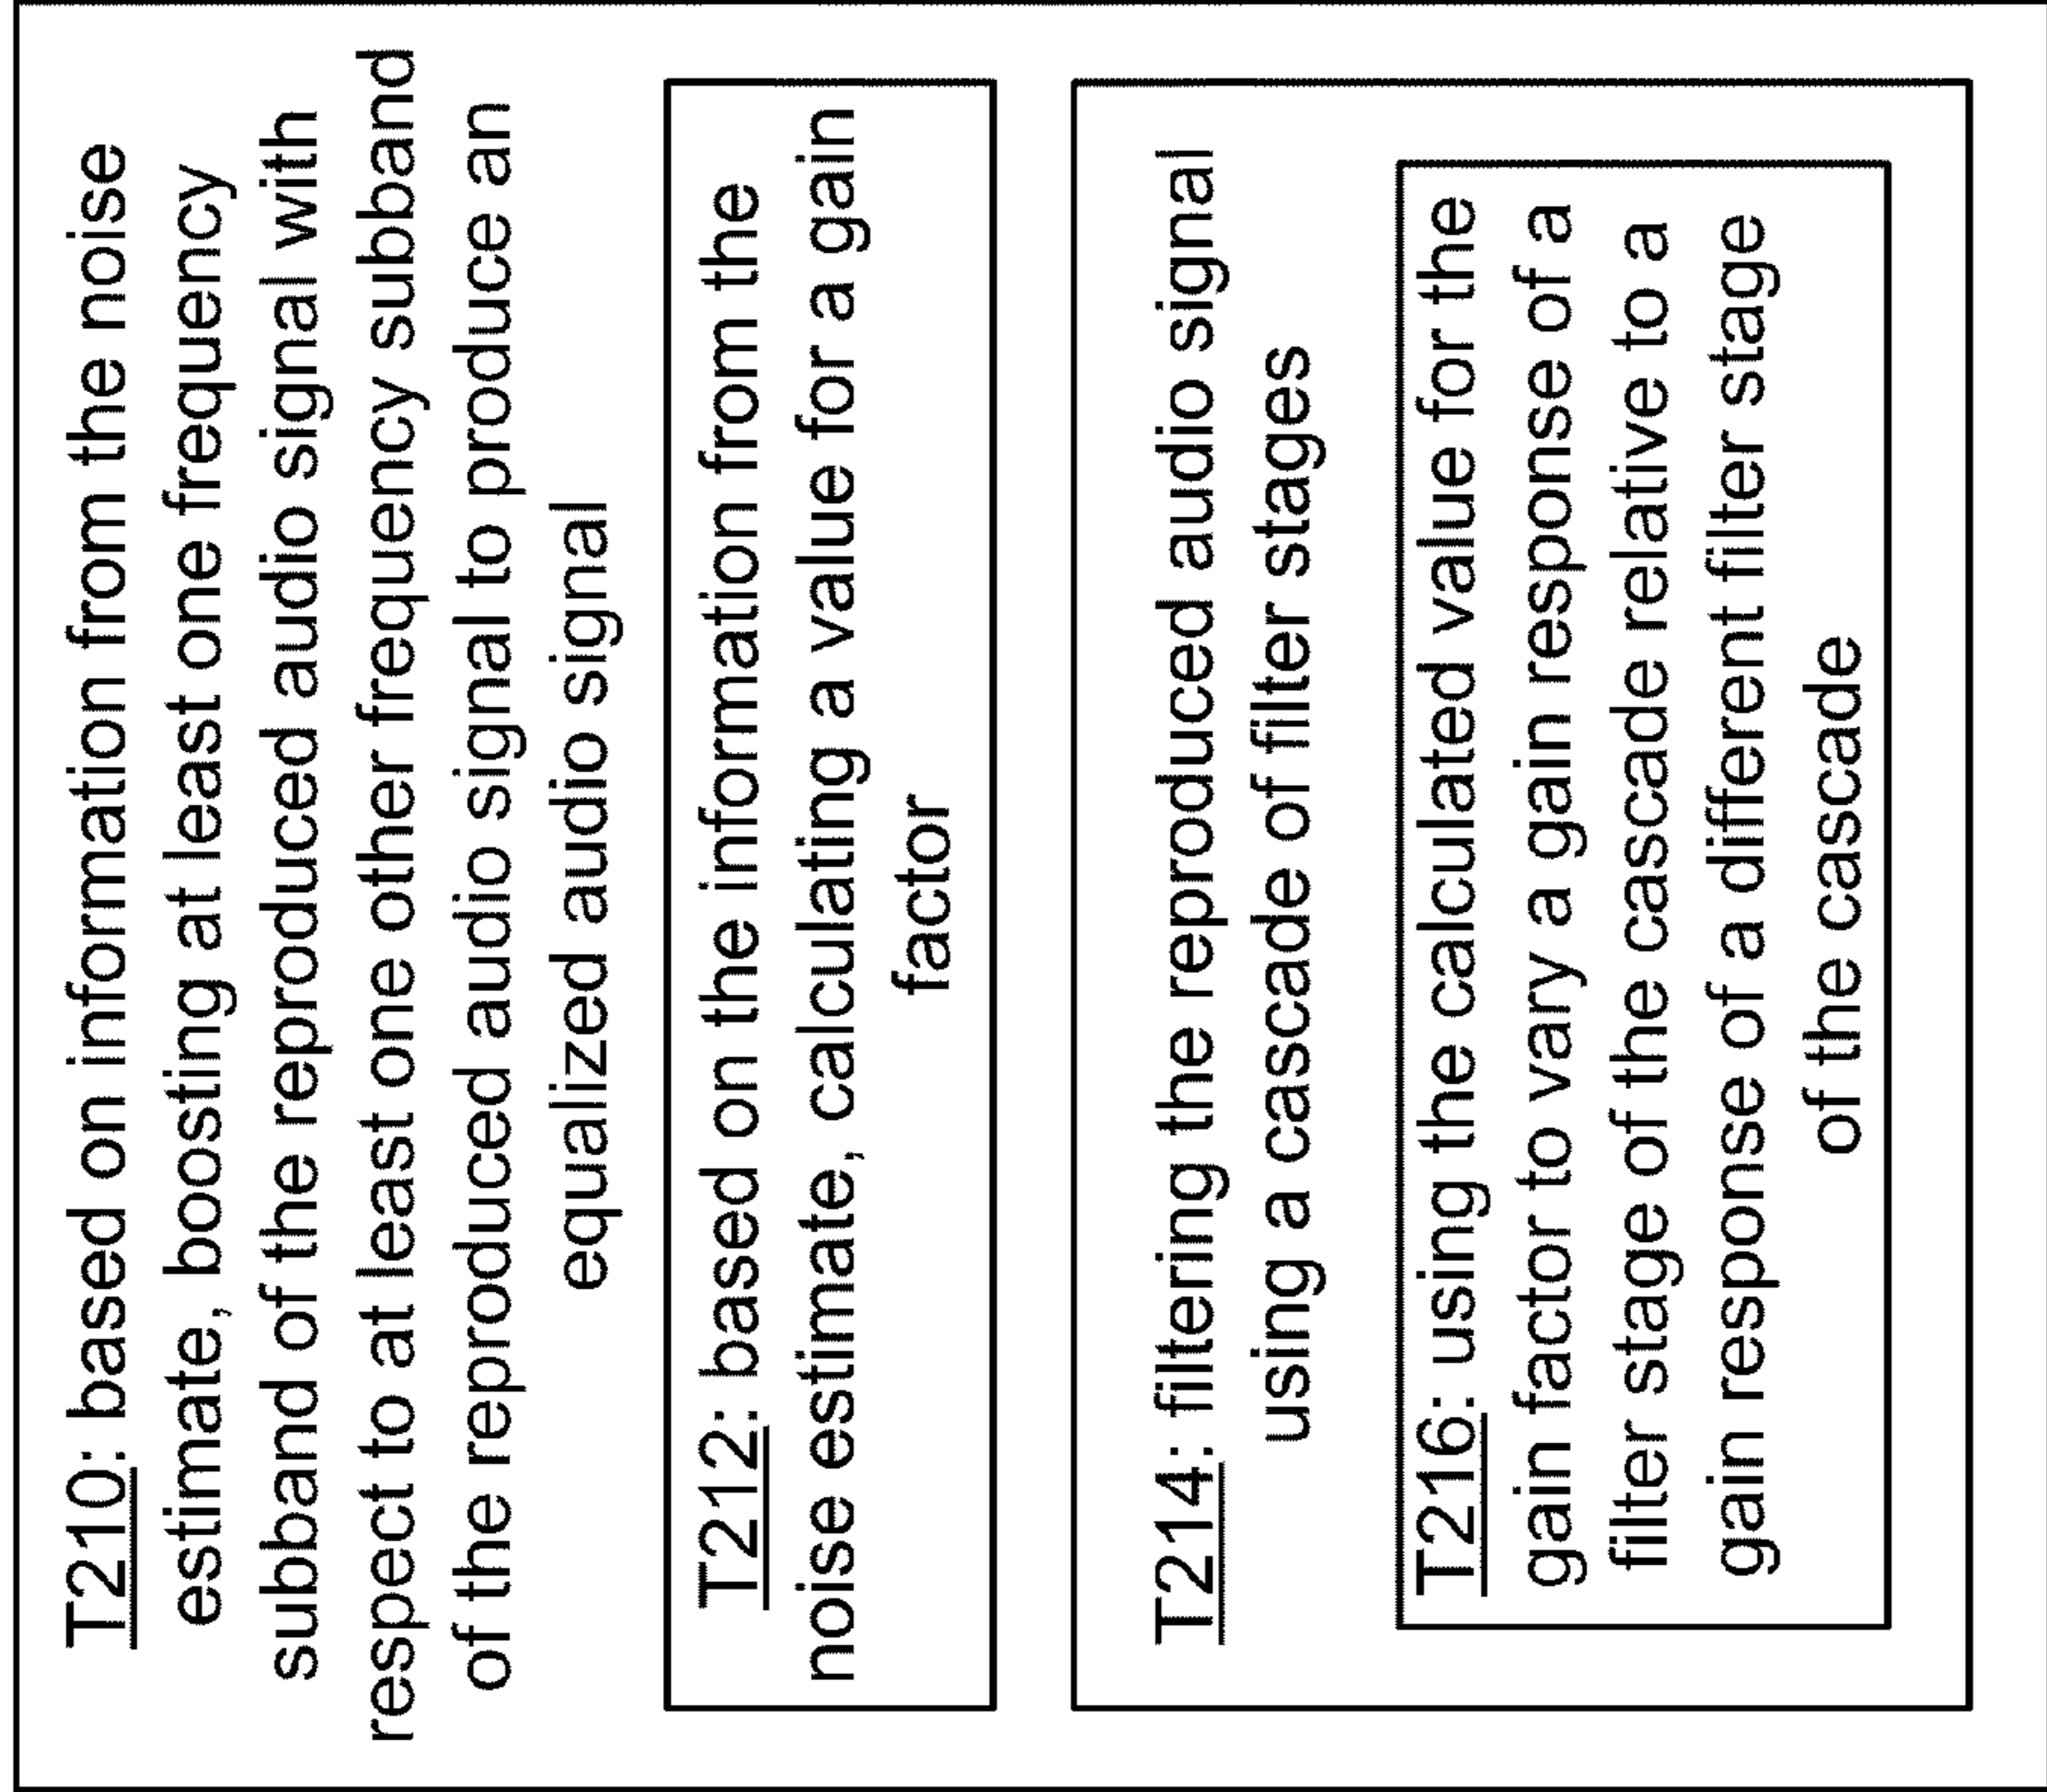 T210: based on information from the noise
estimate, boosting at least one frequency
subband of the reproduced audio signal with
respect to at least one other frequency subband
of the reproduced audio signal to produce an
equalized audio signal
T212: based on the information from the
noise estimate, calculating a value for a gain
factor
T214: filtering the reproduced audio signal
using a cascade of filter stages
T216: using the calculated value for the
gain factor to vary a gain response of a
filter stage of the cascade relative to a
gain response of a different filter stage
of the cascade